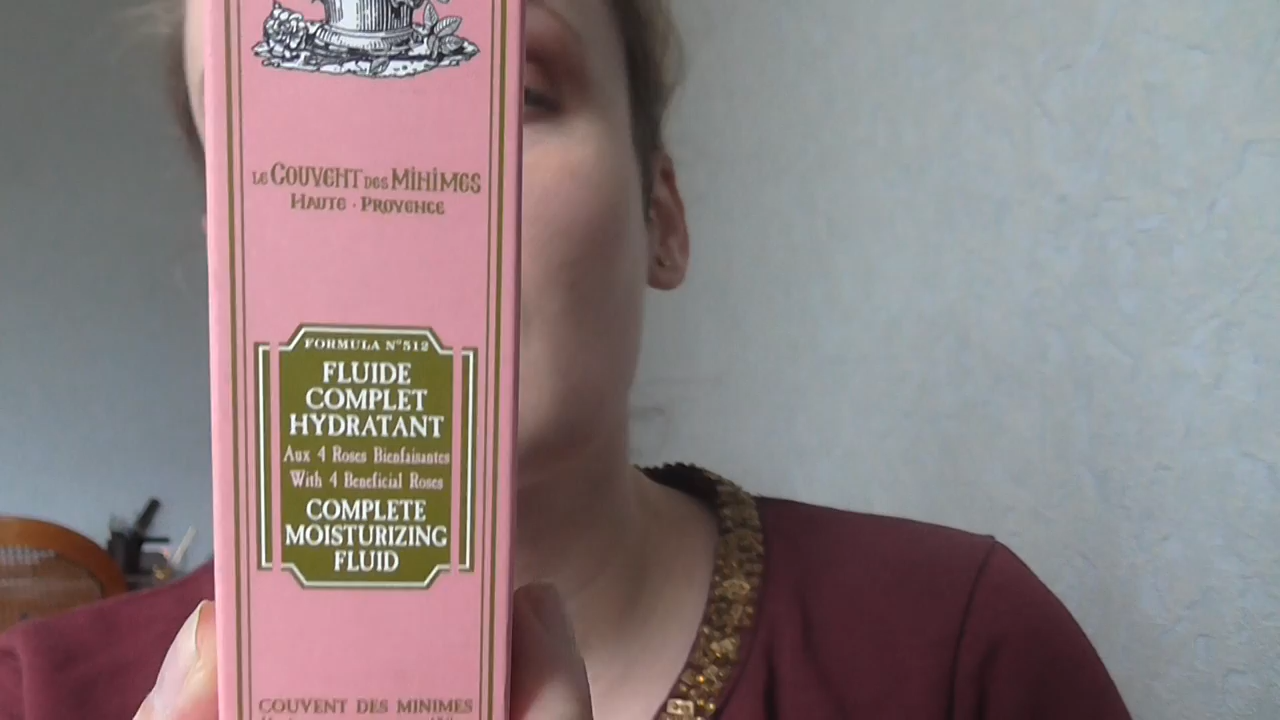 Le Couvent des Minimes
Haute · Provence
FORMULA N°512
FLUIDE
COMPLET
HYDRATANT
Aux 4 Roses Bienfaisantes
With 4 Beneficial Roses
COMPLETE
MOISTURIZING
FLUID
COUVENT DES MINIMES